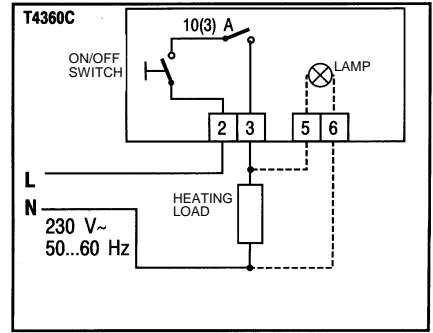 T4360C
10(3) A
ON/OFF
SWITCH
LAMP
2 3 5 6
L
N
HEATING
LOAD
230 V~
50...60 Hz